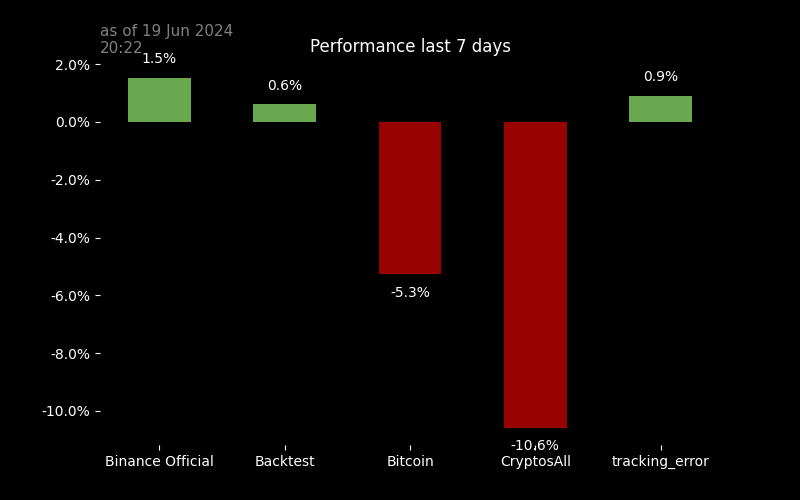 as of 19 Jun 2024
20:22
Performance last 7 days
2.0%
0.0%
-2.0%
-4.0%
-6.0%
-8.0%
-10.0%
1.5%
0.6%
-5.3%
-10.6%
0.9%
Binance Official
Backtest
Bitcoin
CryptosAll
tracking_error